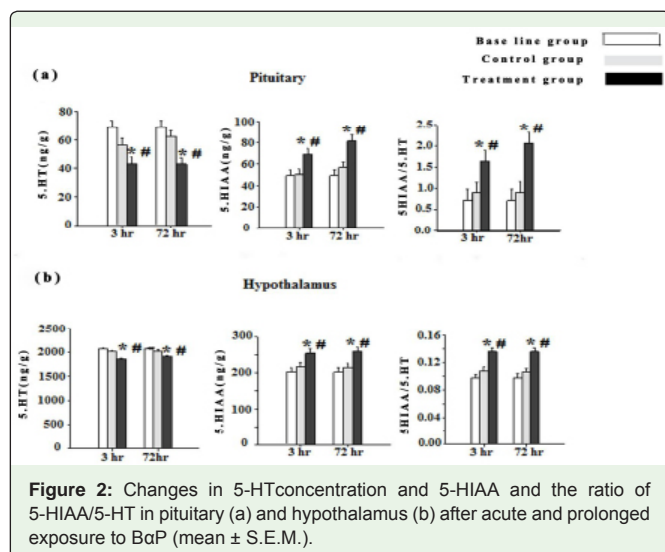 Base line group
Control group
Treatment group
(a)
Pituitary
5.HT(ng/g)
80
60
40
20
0
* #
* #
3 hr
72 hr
5.HIAA(ng/g)
100
80
60
40
20
0
* #
* #
3 hr
72 hr
5HIAA/5.HT
2.5
2.0
1.5
1.0
0.5
0.0
* #
* #
3 hr
72hr
(b)
Hypothalamus
5.HT(ng/g)
2500
2000
1500
1000
500
0
* #
* #
3 hr
72hr
5.HIAA(ng/g)
300
200
200
0
* #
* #
3 hr
72 hr
5HIAA/5.HT
0.16
0.12
0.08
0.04
0.00
* #
* #
3 hr
72 hr
Figure 2: Changes in 5-HTconcentration and 5-HIAA and the ratio of
5-HIAA/5-HT in pituitary (a) and hypothalamus (b) after acute and prolonged
exposure to BαP (mean ± S.E.M.).